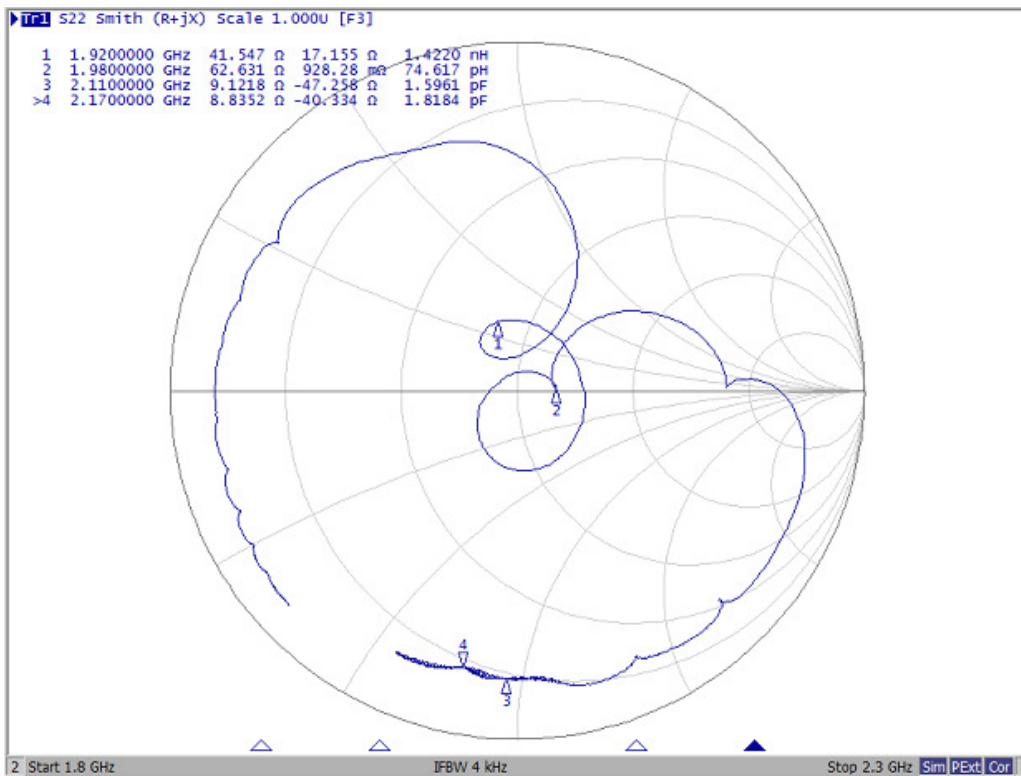 Tr1 S22 Smith (R+jX) Scale 1.000U [F3]
1 1.9200000 GHz 41.547 Ω 17.155 Ω 1.4220 nH
2 1.9800000 GHz 62.631 Ω 928.28 mΩ 74.617 pH
3 2.1100000 GHz 9.1218 Ω -47.258 Ω 1.5961 pF
>4 2.1700000 GHz 8.8352 Ω -40.334 Ω 1.8184 pF
1
2
4
3
2 Start 1.8 GHz IFBW 4 kHz Stop 2.3 GHz Sim PExt Cor